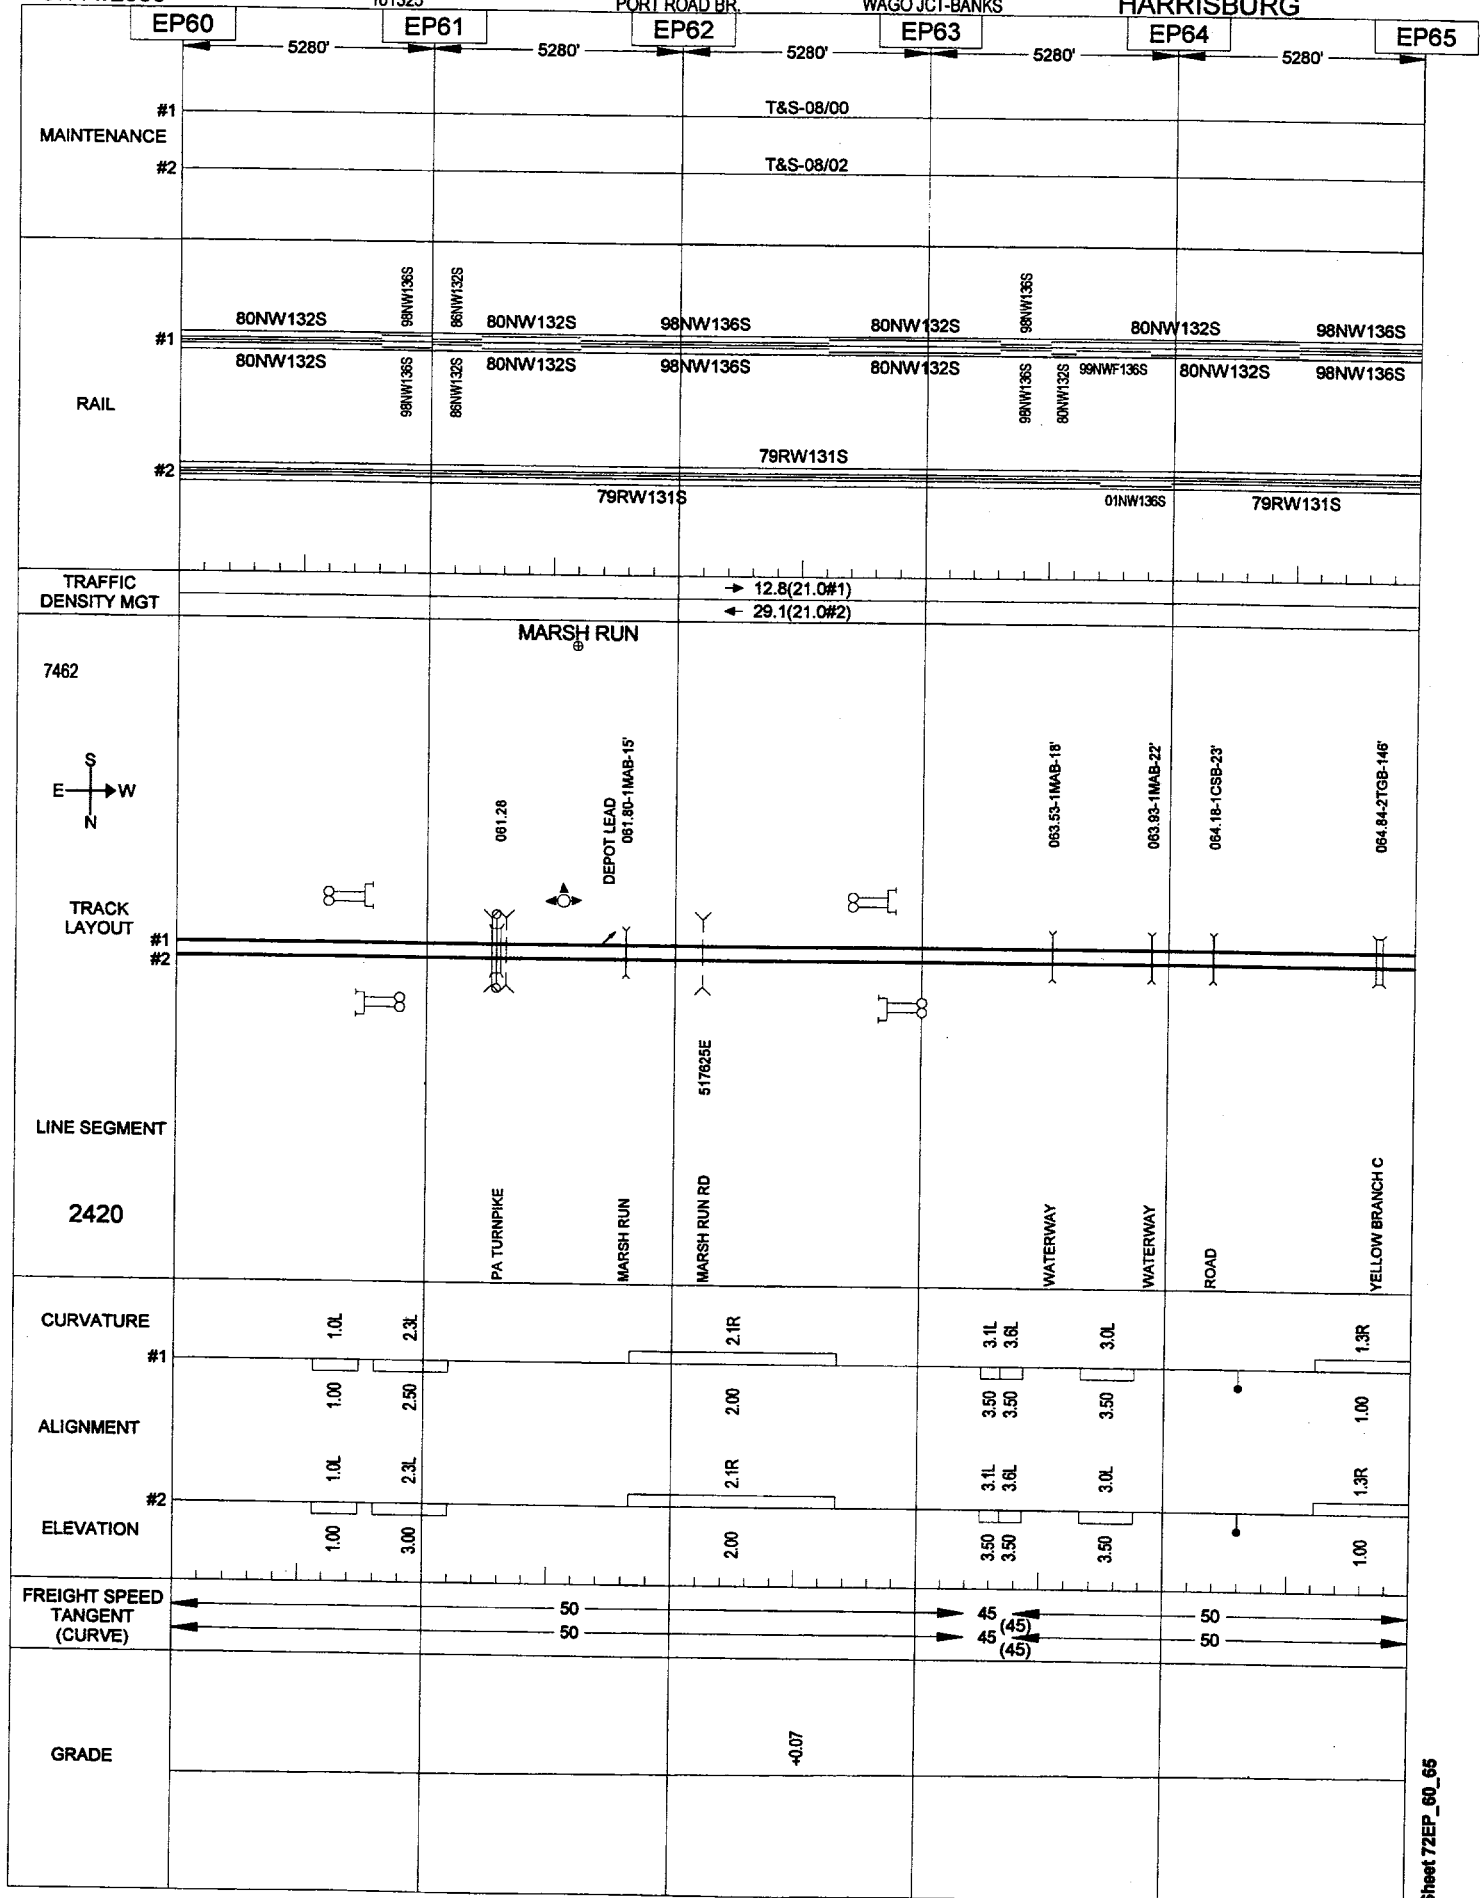 PORT ROAD BR.
WAGO JCT-BANKS
HARRISBURG
EP60
EP61
EP62
EP63
EP64
EP65
5280'
5280'
5280'
5280'
5280'
MAINTENANCE
#1
T&S-08/00
#2
T&S-08/02
RAIL
#1
80NW132S
98NW136S
86NW132S
80NW132S
98NW136S
80NW132S
98NW136S
80NW132S
98NW136S
80NW132S
98NW136S
86NW132S
80NW132S
98NW136S
80NW132S
98NW136S
80NW132S
99NWF136S
80NW132S
98NW136S
#2
79RW131S
79RW131S
01NW136S
79RW131S
TRAFFIC
DENSITY MGT
→ 12.8(21.0#1)
← 29.1(21.0#2)
MARSH RUN
7462
S
E
W
N
061.28
DEPOT LEAD
061.80-1MAB-15'
063.53-1MAB-18'
063.93-1MAB-22'
064.18-1CSB-23'
064.84-2TGB-146'
TRACK
LAYOUT
#1
#2
517625E
LINE SEGMENT
2420
PA TURNPIKE
MARSH RUN
MARSH RUN RD
WATERWAY
WATERWAY
ROAD
YELLOW BRANCH C
CURVATURE
#1
1.0L
2.3L
2.1R
3.1L
3.6L
3.0L
1.3R
1.00
2.50
2.00
3.50
3.50
3.50
1.00
ALIGNMENT
#2
1.0L
2.3L
2.1R
3.1L
3.6L
3.0L
1.3R
ELEVATION
1.00
3.00
2.00
3.50
3.50
3.50
1.00
FREIGHT SPEED
TANGENT
(CURVE)
50
45
(45)
50
50
45
(45)
50
GRADE
+0.07
Sheet 72EP_60_65